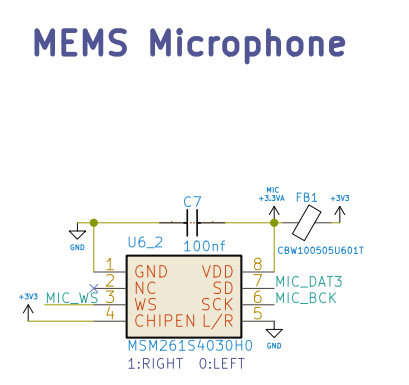 MEMS Microphone
C7
MIC
+3.3VA
FB1
+3V3
GND
U6_2
100nf
CBW100505U601T
1 GND VDD 8
2 NC SD 7 MIC_DAT3
+3V3 MIC_WS 3 WS SCK 6 MIC_BCK
4 CHIPEN L/R 5
GND
MSM261S4030H0
1:RIGHT 0:LEFT